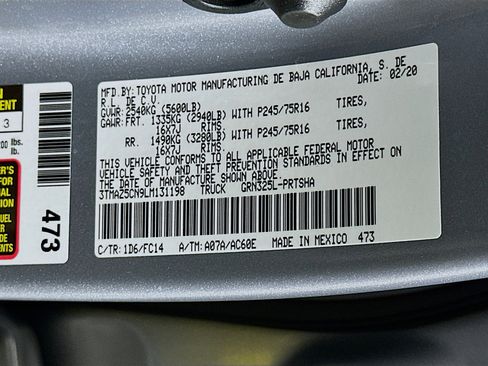 MFD.BY:TOYOTA MOTOR MANUFACTURING DE BAJA CALIFORNIA, S. DE
R.L. DE C.V. 02/20
GVWR: 2540KG (5600LB)
GAWR: FRT. 1335KG (2940LB) WITH P245/75R16 TIRES,
16X7J RIMS,
RR. 1490KG (3280LB) WITH P245/75R16 TIRES,
16X7J RIMS.
THIS VEHICLE CONFORMS TO ALL APPLICABLE FEDERAL MOTOR
VEHICLE SAFETY AND THEFT PREVENTION STANDARDS IN EFFECT ON
THE DATE OF MANUFACTURE SHOWN ABOVE.
3TMAZ5CN9LM131198 TRUCK GRN325L-PRTSHA
C/TR: 1D6/FC14 A/TM: A07A/AC60E MADE IN MEXICO 473
3
lbs.
lb.
473